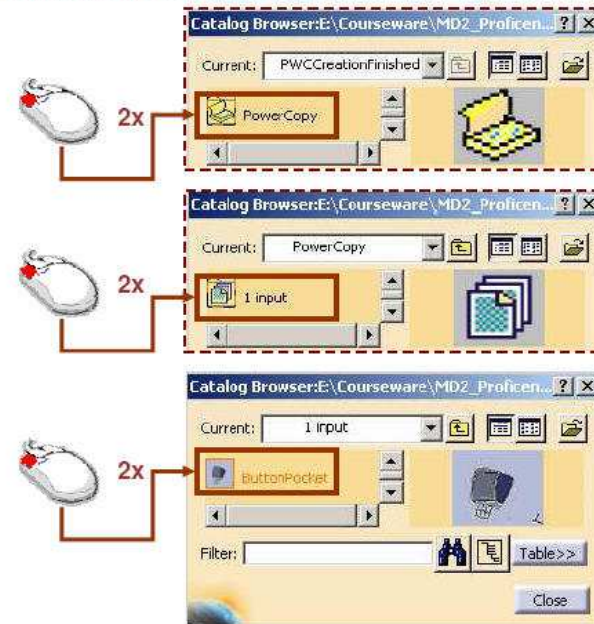 Catalog Browser:E:\Courseware\MD2_Proficen...
Current: PWCCreationFinished
2x
PowerCopy
Catalog Browser:E:\Courseware\MD2_Proficen...
Current: PowerCopy
2x
1 input
Catalog Browser:E:\Courseware\MD2_Proficen...
Current: 1 input
2x
ButtonPocket
Filter: Table>>
Close